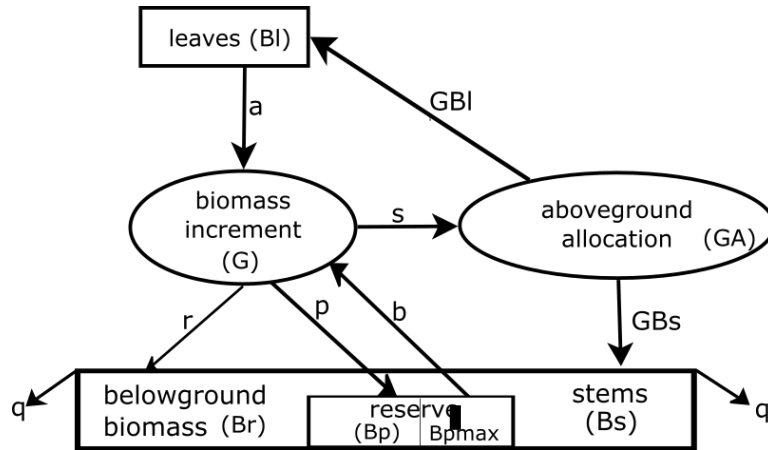 leaves (Bl)
a
GBl
biomass
increment
(G)
s
aboveground
allocation (GA)
r
p
b
GBs
q
belowground
biomass (Br)
reserve
(Bp)
Bpmax
stems
(Bs)
q